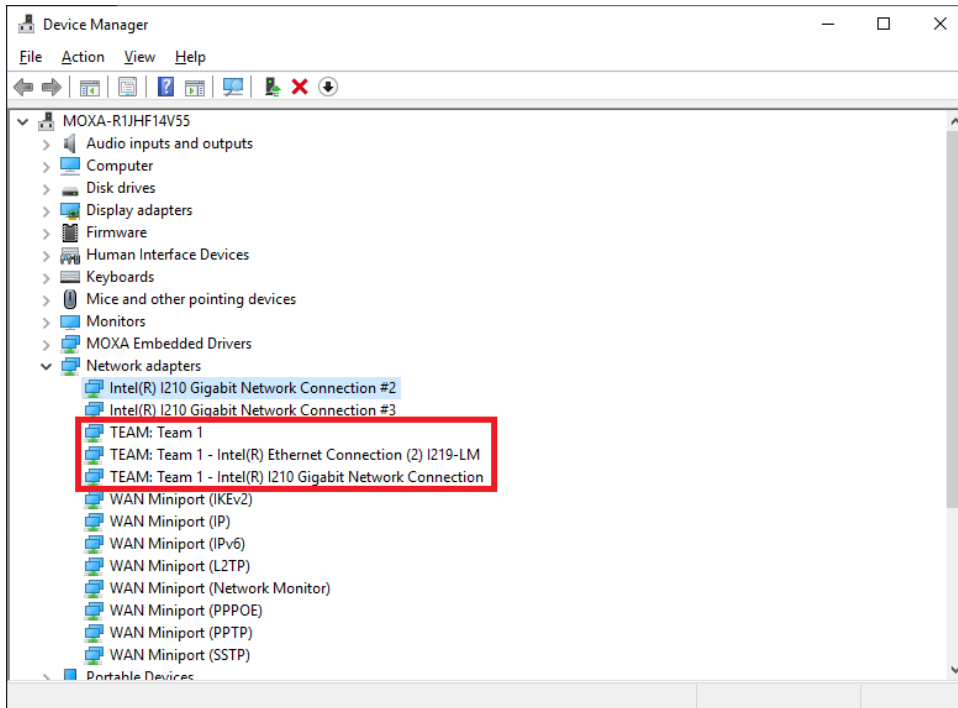 Device Manager
File Action View Help
MOXA-R1JHF14V55
Audio inputs and outputs
Computer
Disk drives
Display adapters
Firmware
Human Interface Devices
Keyboards
Mice and other pointing devices
Monitors
MOXA Embedded Drivers
Network adapters
Intel(R) I210 Gigabit Network Connection #2
Intel(R) I210 Gigabit Network Connection #3
TEAM: Team 1
TEAM: Team 1 - Intel(R) Ethernet Connection (2) I219-LM
TEAM: Team 1 - Intel(R) I210 Gigabit Network Connection
WAN Miniport (IKEv2)
WAN Miniport (IP)
WAN Miniport (IPv6)
WAN Miniport (L2TP)
WAN Miniport (Network Monitor)
WAN Miniport (PPPOE)
WAN Miniport (PPTP)
WAN Miniport (SSTP)
Portable Devices